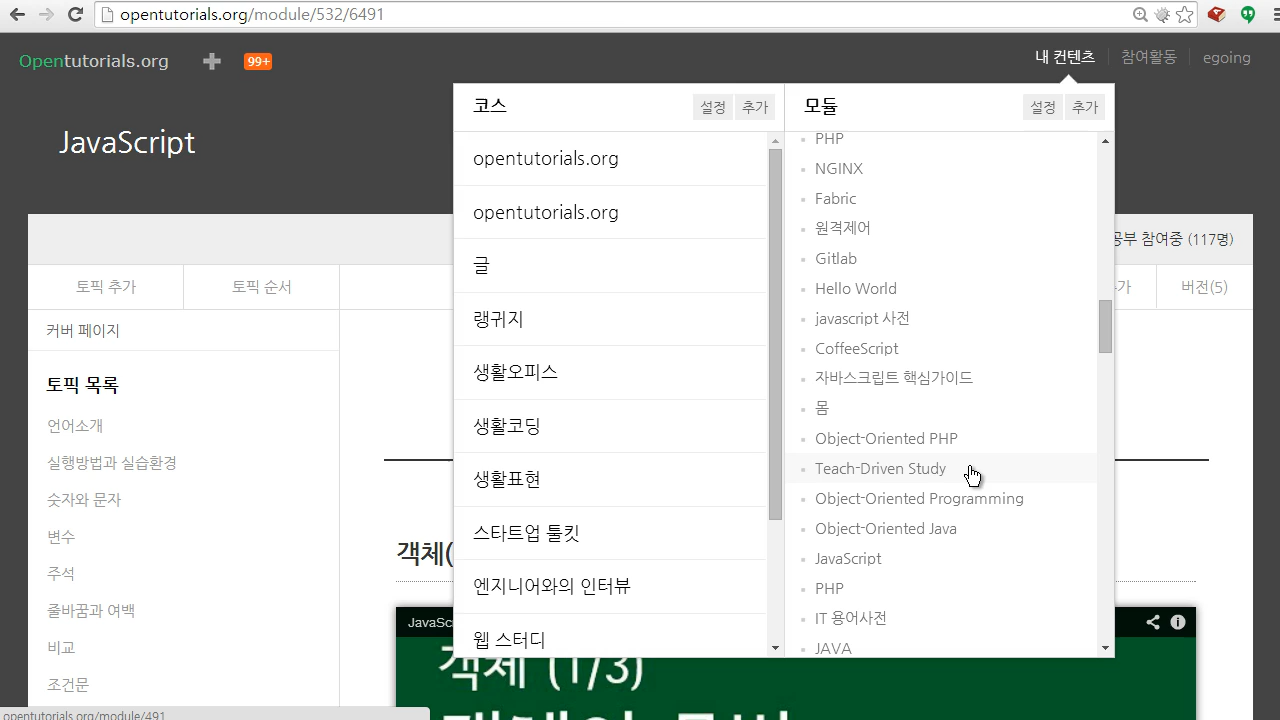 opentutorials.org/module/532/6491
Opentutorials.org
99+
내 컨텐츠
참여활동
egoing
JavaScript
코스
설정
추가
opentutorials.org
opentutorials.org
글
랭귀지
생활오피스
생활코딩
생활표현
스타트업 툴킷
엔지니어와의 인터뷰
웹 스터디
모듈
설정
추가
PHP
NGINX
Fabric
원격제어
Gitlab
Hello World
javascript 사전
CoffeeScript
자바스크립트 핵심가이드
몸
Object-Oriented PHP
Teach-Driven Study
Object-Oriented Programming
Object-Oriented Java
JavaScript
PHP
IT 용어사전
JAVA
공부 참여중 (117명)
토픽 추가
토픽 순서
버전(5)
커버 페이지
토픽 목록
언어소개
실행방법과 실습환경
숫자와 문자
변수
주석
줄바꿈과 여백
비교
조건문
객체(
JavaSc
객체 (1/3)
opentutorials.org/module/491